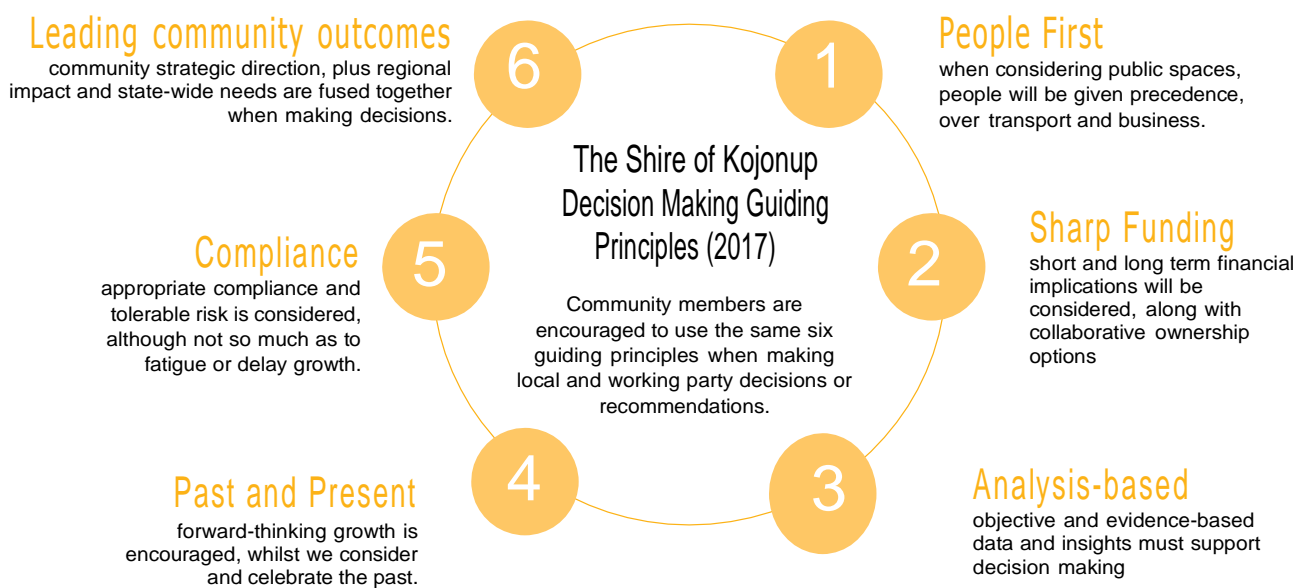 The Shire of Kojonup
Decision Making Guiding
Principles (2017)
Community members are
encouraged to use the same six
guiding principles when making
local and working party decisions or
recommendations.
1
People First
when considering public spaces,
people will be given precedence,
over transport and business.
2
Sharp Funding
short and long term financial
implications will be
considered, along with
collaborative ownership
options
3
Analysis-based
objective and evidence-based
data and insights must support
decision making
4
Past and Present
forward-thinking growth is
encouraged, whilst we consider
and celebrate the past.
5
Compliance
appropriate compliance and
tolerable risk is considered,
although not so much as to
fatigue or delay growth.
6
Leading community outcomes
community strategic direction, plus regional
impact and state-wide needs are fused together
when making decisions.